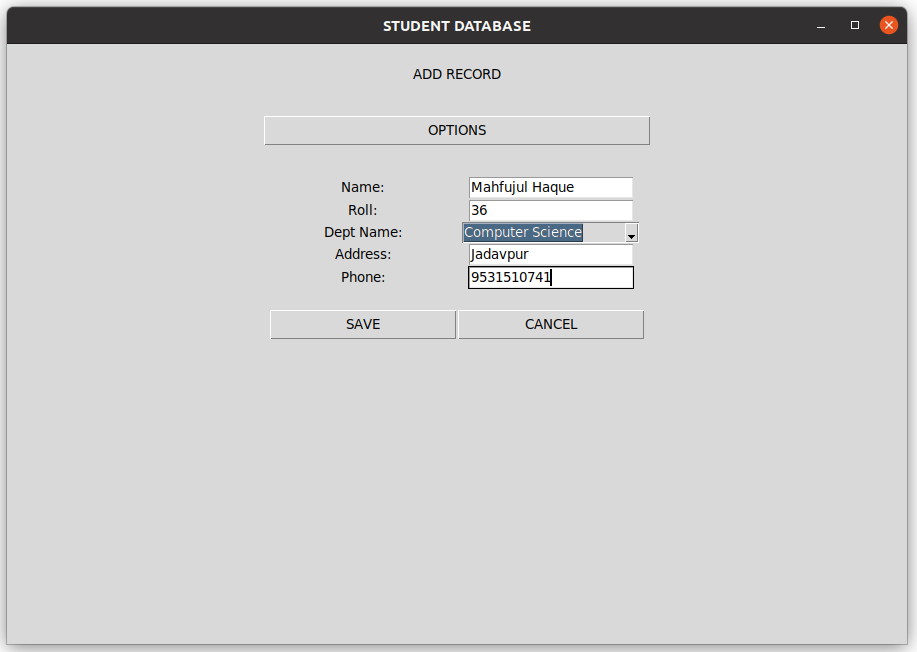 STUDENT DATABASE
ADD RECORD
OPTIONS
Name: Mahfujul Haque
Roll: 36
Dept Name: Computer Science
Address: Jadavpur
Phone: 9531510741
SAVE CANCEL